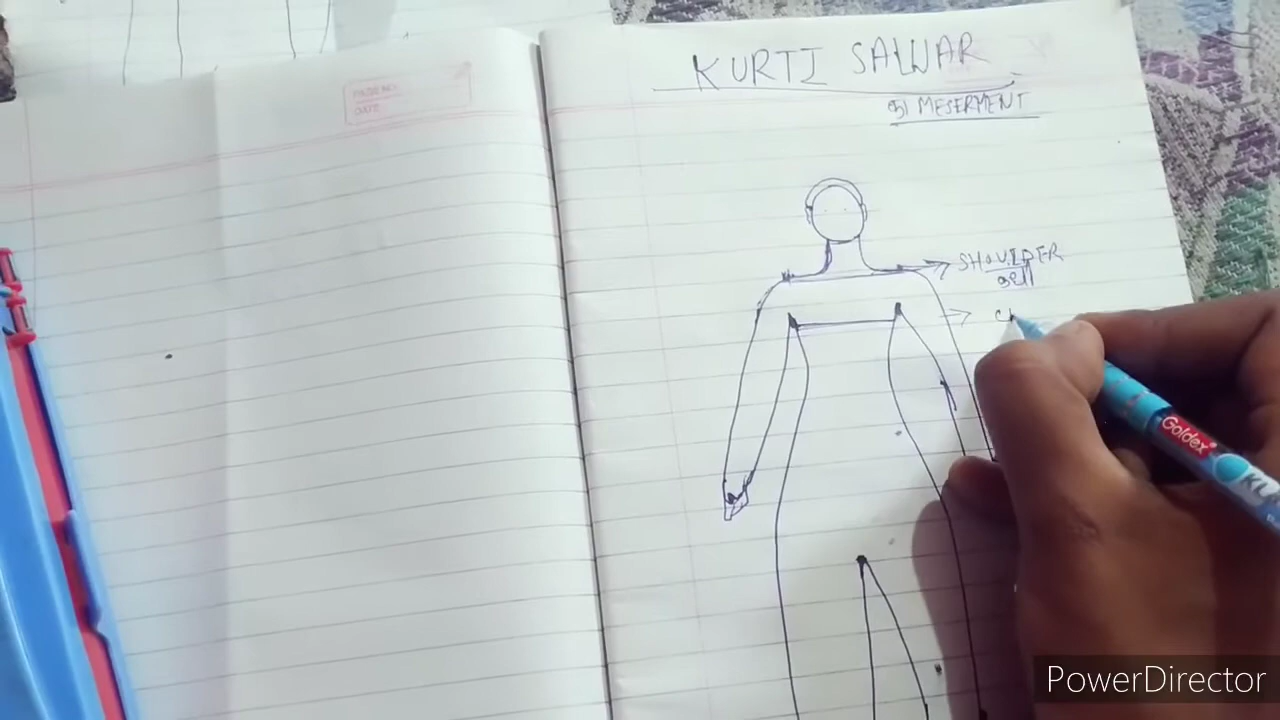 KURTI SALWAR
का MESERMENT
SHOULDER
Goldex
PowerDirector